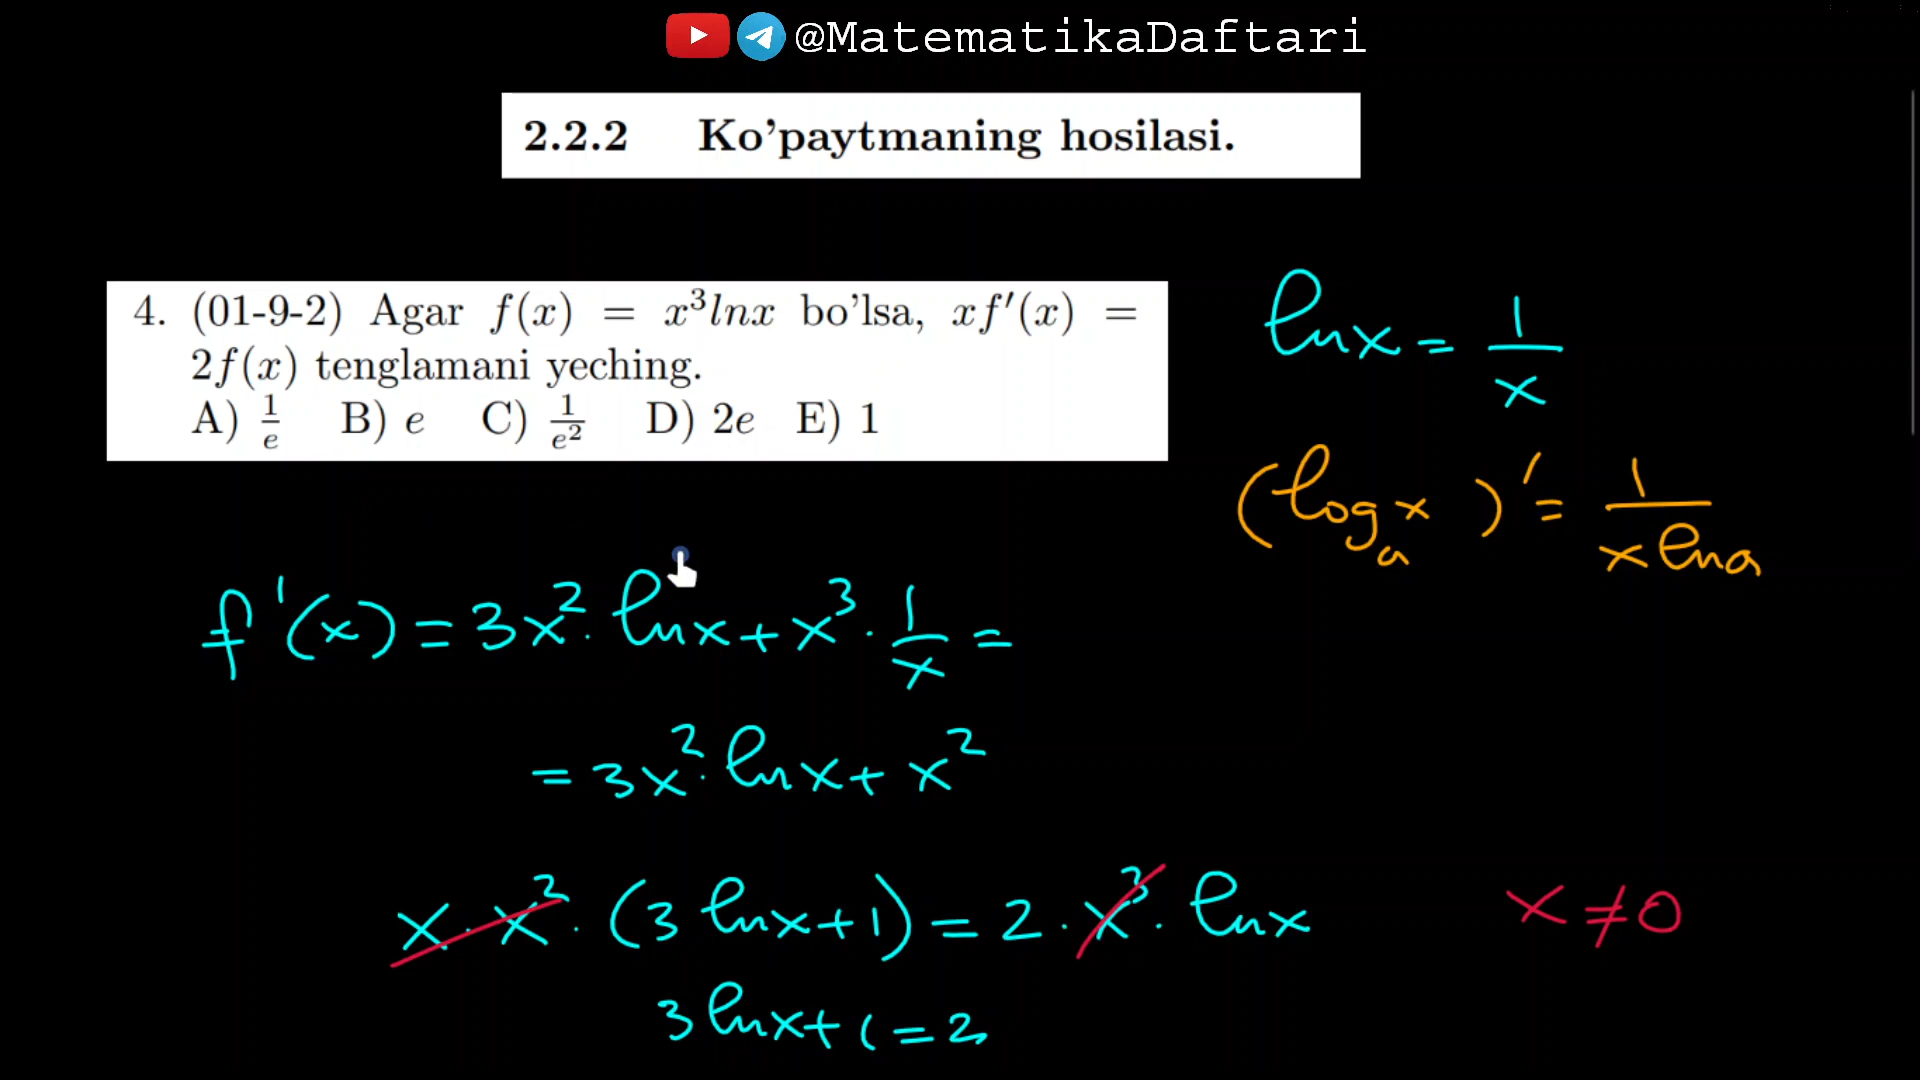 @MatematikaDaftari
2.2.2 Ko'paytmaning hosilasi.
4. (01-9-2) Agar f(x) = x³lnx bo'lsa, xf'(x) =
2f(x) tenglamani yeching.
A) 1/e B) e C) 1/e² D) 2e E) 1
lnx = 1/x
(logₐx)' = 1/(x lna)
f'(x) = 3x² · lnx + x³ · 1/x =
= 3x² · lnx + x²
x · x² · (3 lnx + 1) = 2 · x³ · lnx
x ≠ 0
3 lnx + 1 = 2